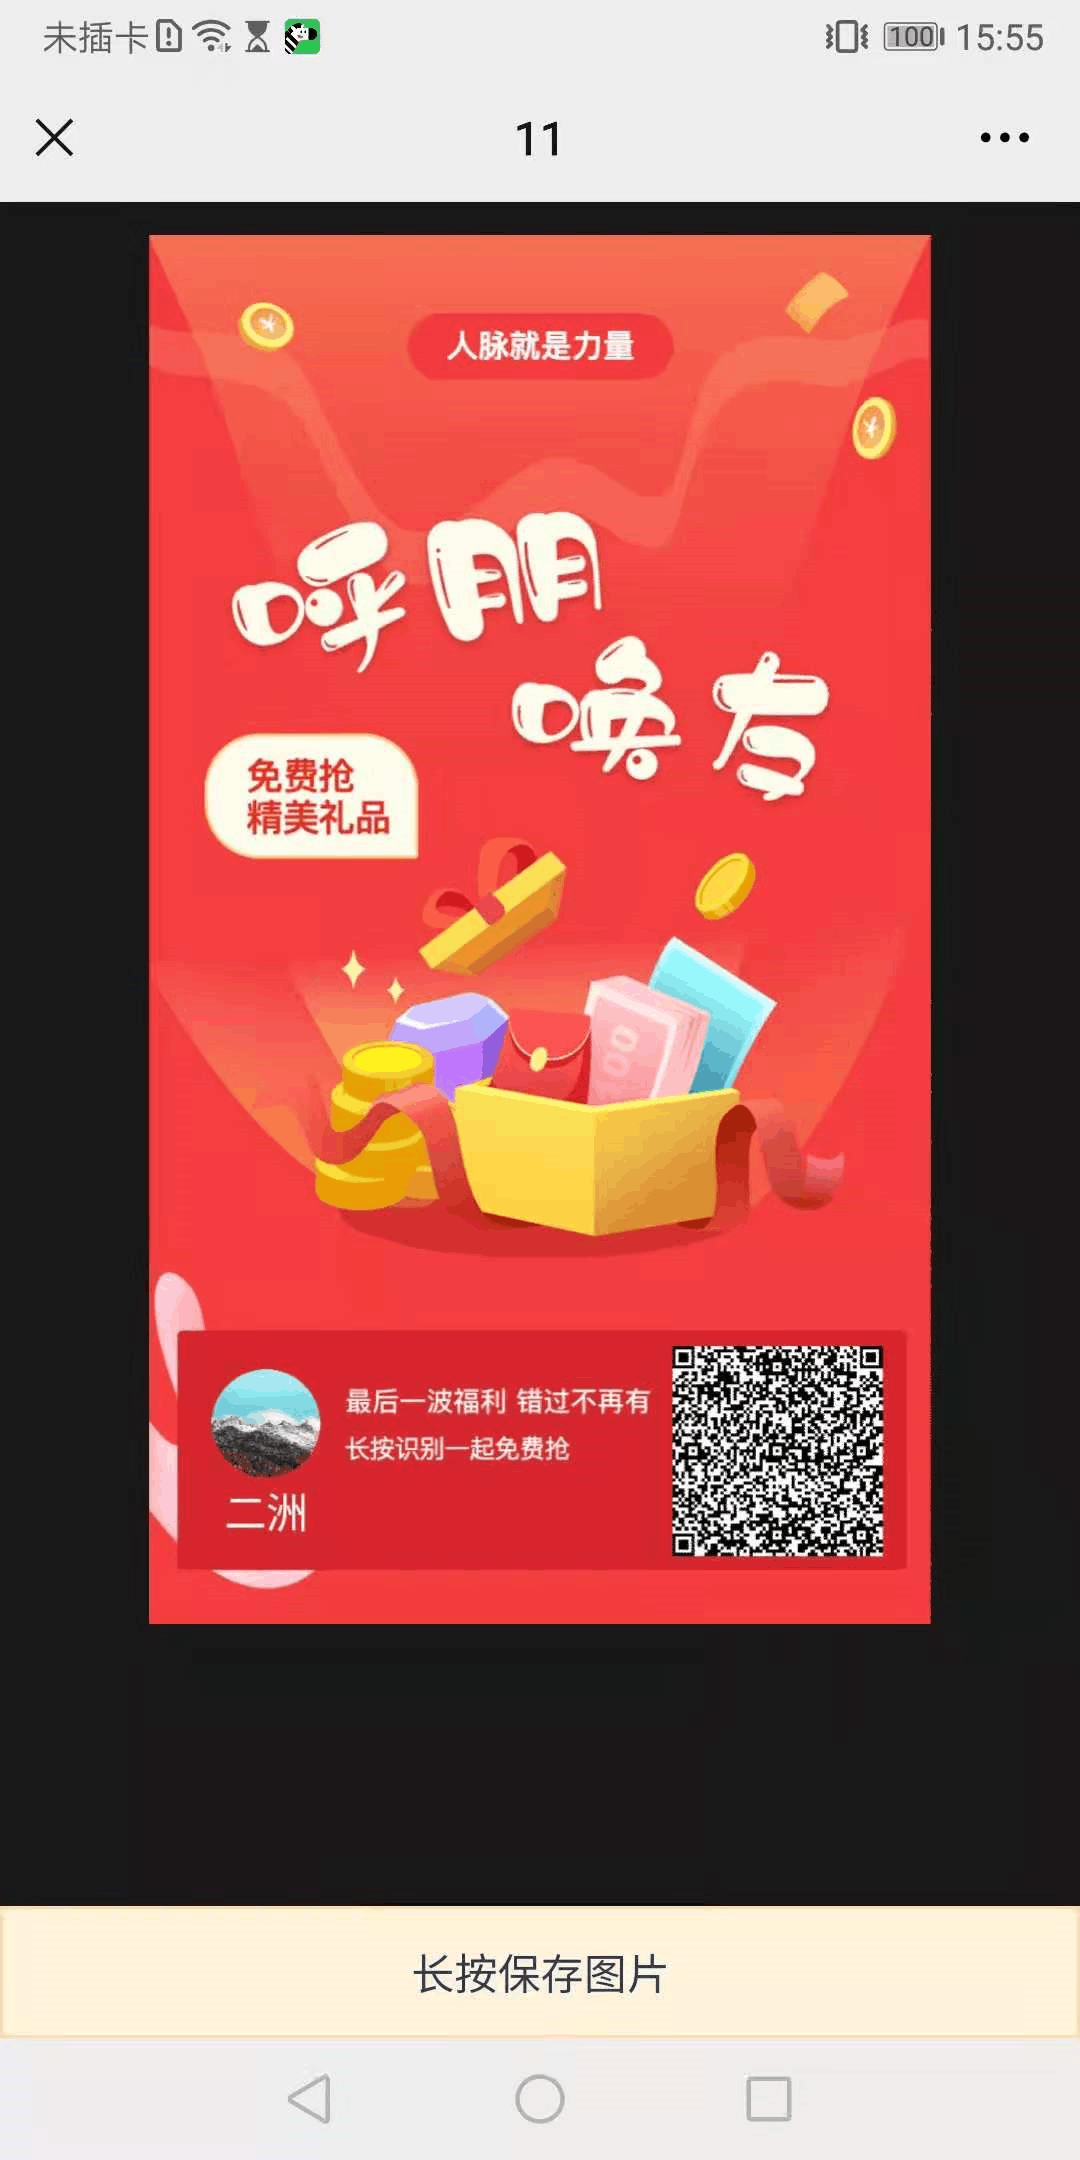 未插卡 100 15:55
11
人脉就是力量
呼朋
唤友
免费抢
精美礼品
00
最后一波福利 错过不再有
长按识别一起免费抢
二洲
长按保存图片